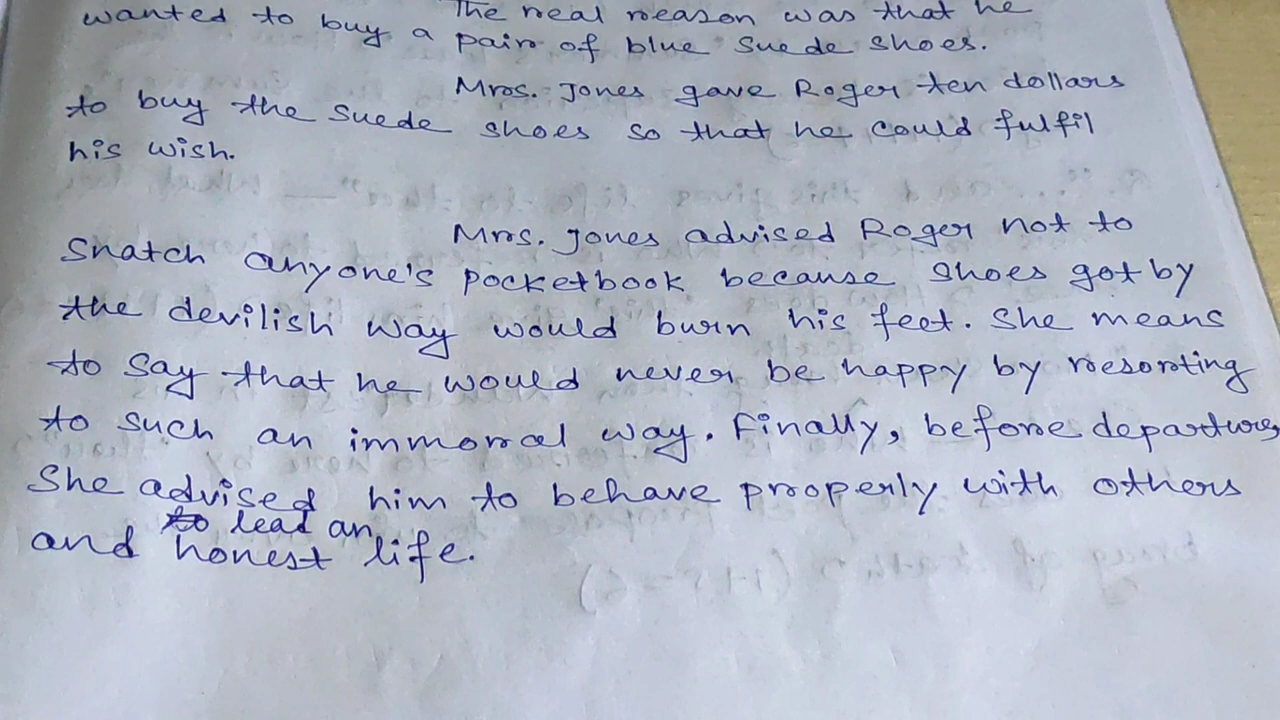 The real reason was that he
wanted to buy a pair of blue suede shoes.
Mrs. Jones gave Roger ten dollars
to buy the suede shoes so that he could fulfil
his wish.
Mrs. Jones advised Roger not to
snatch anyone's pocketbook because shoes got by
the devilish way would burn his feet. She means
to say that he would never be happy by resorting
to such an immoral way. Finally, before departure,
she advised him to behave properly with others
to lead an
and honest life.